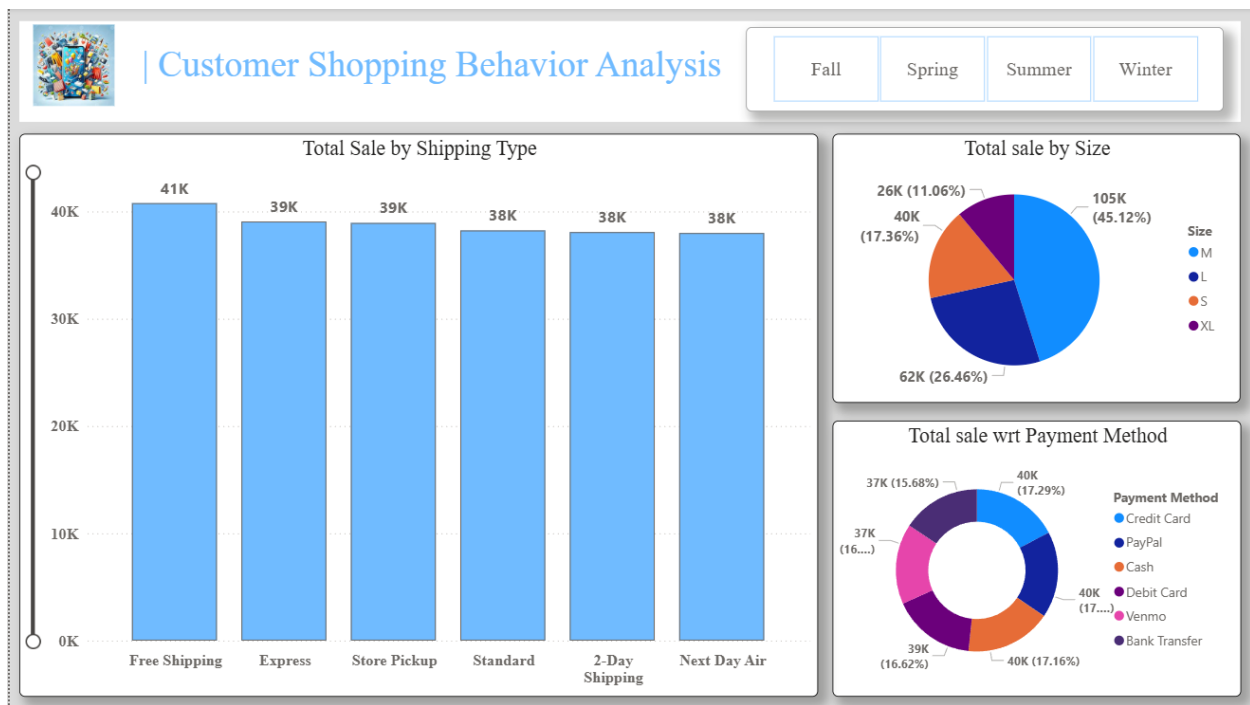 | Customer Shopping Behavior Analysis
Fall
Spring
Summer
Winter
Total Sale by Shipping Type
41K
39K
39K
38K
38K
38K
40K
30K
20K
10K
0K
Free Shipping
Express
Store Pickup
Standard
2-Day
Shipping
Next Day Air
Total sale by Size
26K (11.06%)
105K
(45.12%)
40K
(17.36%)
62K (26.46%)
Size
M
L
S
XL
Total sale wrt Payment Method
37K (15.68%)
40K
(17.29%)
37K
(16....)
40K
(17....)
39K
(16.62%)
40K (17.16%)
Payment Method
Credit Card
PayPal
Cash
Debit Card
Venmo
Bank Transfer